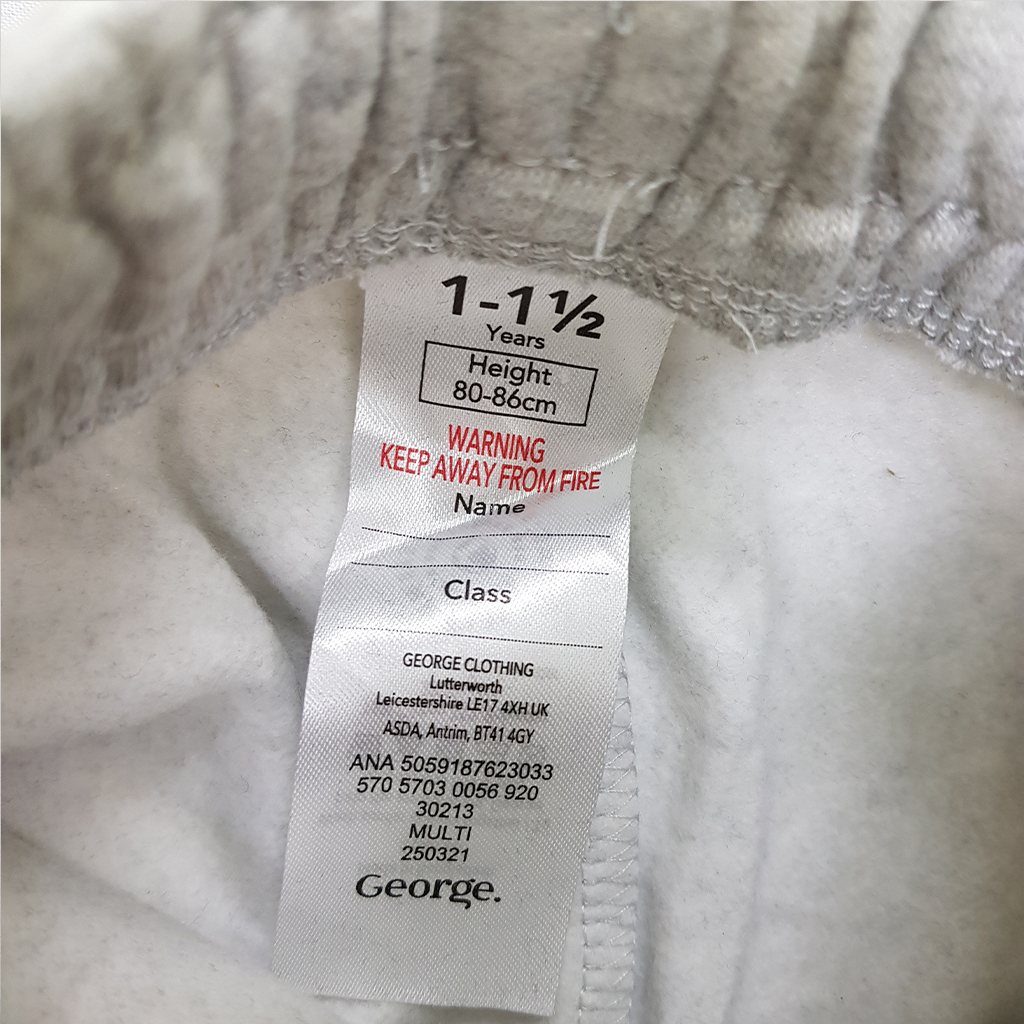 1-1½
Years
Height
80-86cm
WARNING
KEEP AWAY FROM FIRE
Name
Class
GEORGE CLOTHING
Lutterworth
Leicestershire LE17 4XH UK
ASDA, Antrim, BT41 4GY
ANA 5059187623033
570 5703 0056 920
30213
MULTI
250321
George.